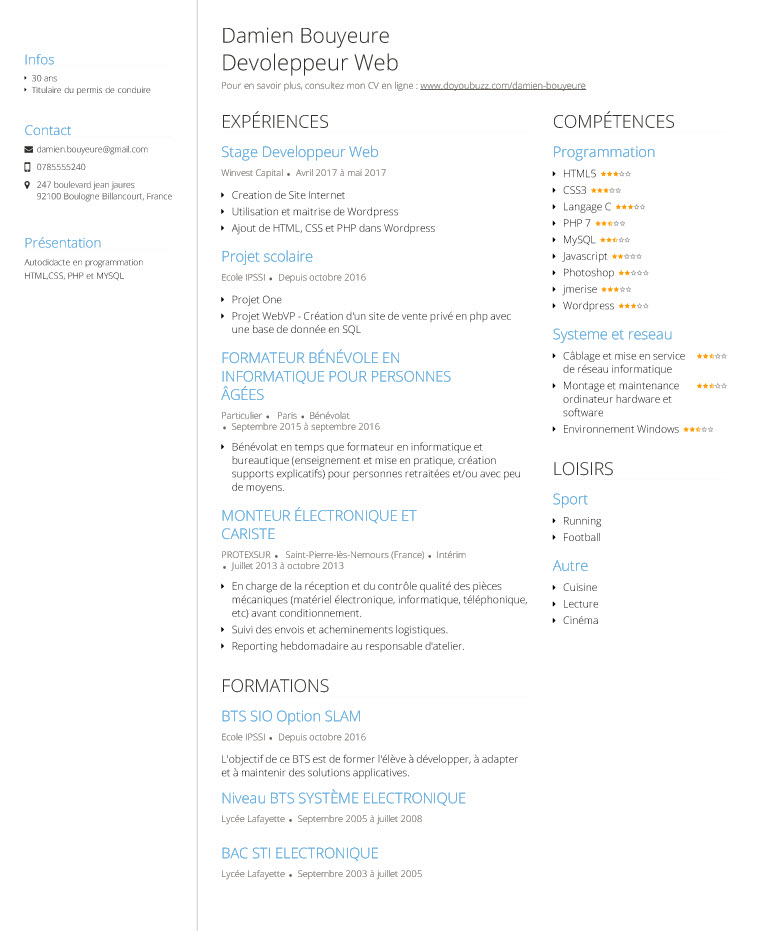 Damien Bouyeure
Devoleppeur Web
Pour en savoir plus, consultez mon CV en ligne : www.doyoubuzz.com/damien-bouyeure
Infos
30 ans
Titulaire du permis de conduire
Contact
damien.bouyeure@gmail.com
0785555240
247 boulevard jean jaures
92100 Boulogne Billancourt, France
Présentation
Autodidacte en programmation
HTML,CSS, PHP et MYSQL
EXPÉRIENCES
Stage Developpeur Web
Winvest Capital • Avril 2017 à mai 2017
Creation de Site Internet
Utilisation et maitrise de Wordpress
Ajout de HTML, CSS et PHP dans Wordpress
Projet scolaire
Ecole IPSSI • Depuis octobre 2016
Projet One
Projet WebVP - Création d'un site de vente privé en php avec
une base de donnée en SQL
FORMATEUR BÉNÉVOLE EN
INFORMATIQUE POUR PERSONNES
ÂGÉES
Particulier • Paris • Bénévolat
• Septembre 2015 à septembre 2016
Bénévolat en temps que formateur en informatique et
bureautique (enseignement et mise en pratique, création
supports explicatifs) pour personnes retraitées et/ou avec peu
de moyens.
MONTEUR ÉLECTRONIQUE ET
CARISTE
PROTEXSUR • Saint-Pierre-lès-Nemours (France) • Intérim
• Juillet 2013 à octobre 2013
En charge de la réception et du contrôle qualité des pièces
mécaniques (matériel électronique, informatique, téléphonique,
etc) avant conditionnement.
Suivi des envois et acheminements logistiques.
Reporting hebdomadaire au responsable d'atelier.
FORMATIONS
BTS SIO Option SLAM
Ecole IPSSI • Depuis octobre 2016
L'objectif de ce BTS est de former l'élève à développer, à adapter
et à maintenir des solutions applicatives.
Niveau BTS SYSTÈME ELECTRONIQUE
Lycée Lafayette • Septembre 2005 à juillet 2008
BAC STI ELECTRONIQUE
Lycée Lafayette • Septembre 2003 à juillet 2005
COMPÉTENCES
Programmation
HTML5
CSS3
Langage C
PHP 7
MySQL
Javascript
Photoshop
jmerise
Wordpress
Systeme et reseau
Câblage et mise en service
de réseau informatique
Montage et maintenance
ordinateur hardware et
software
Environnement Windows
LOISIRS
Sport
Running
Football
Autre
Cuisine
Lecture
Cinéma